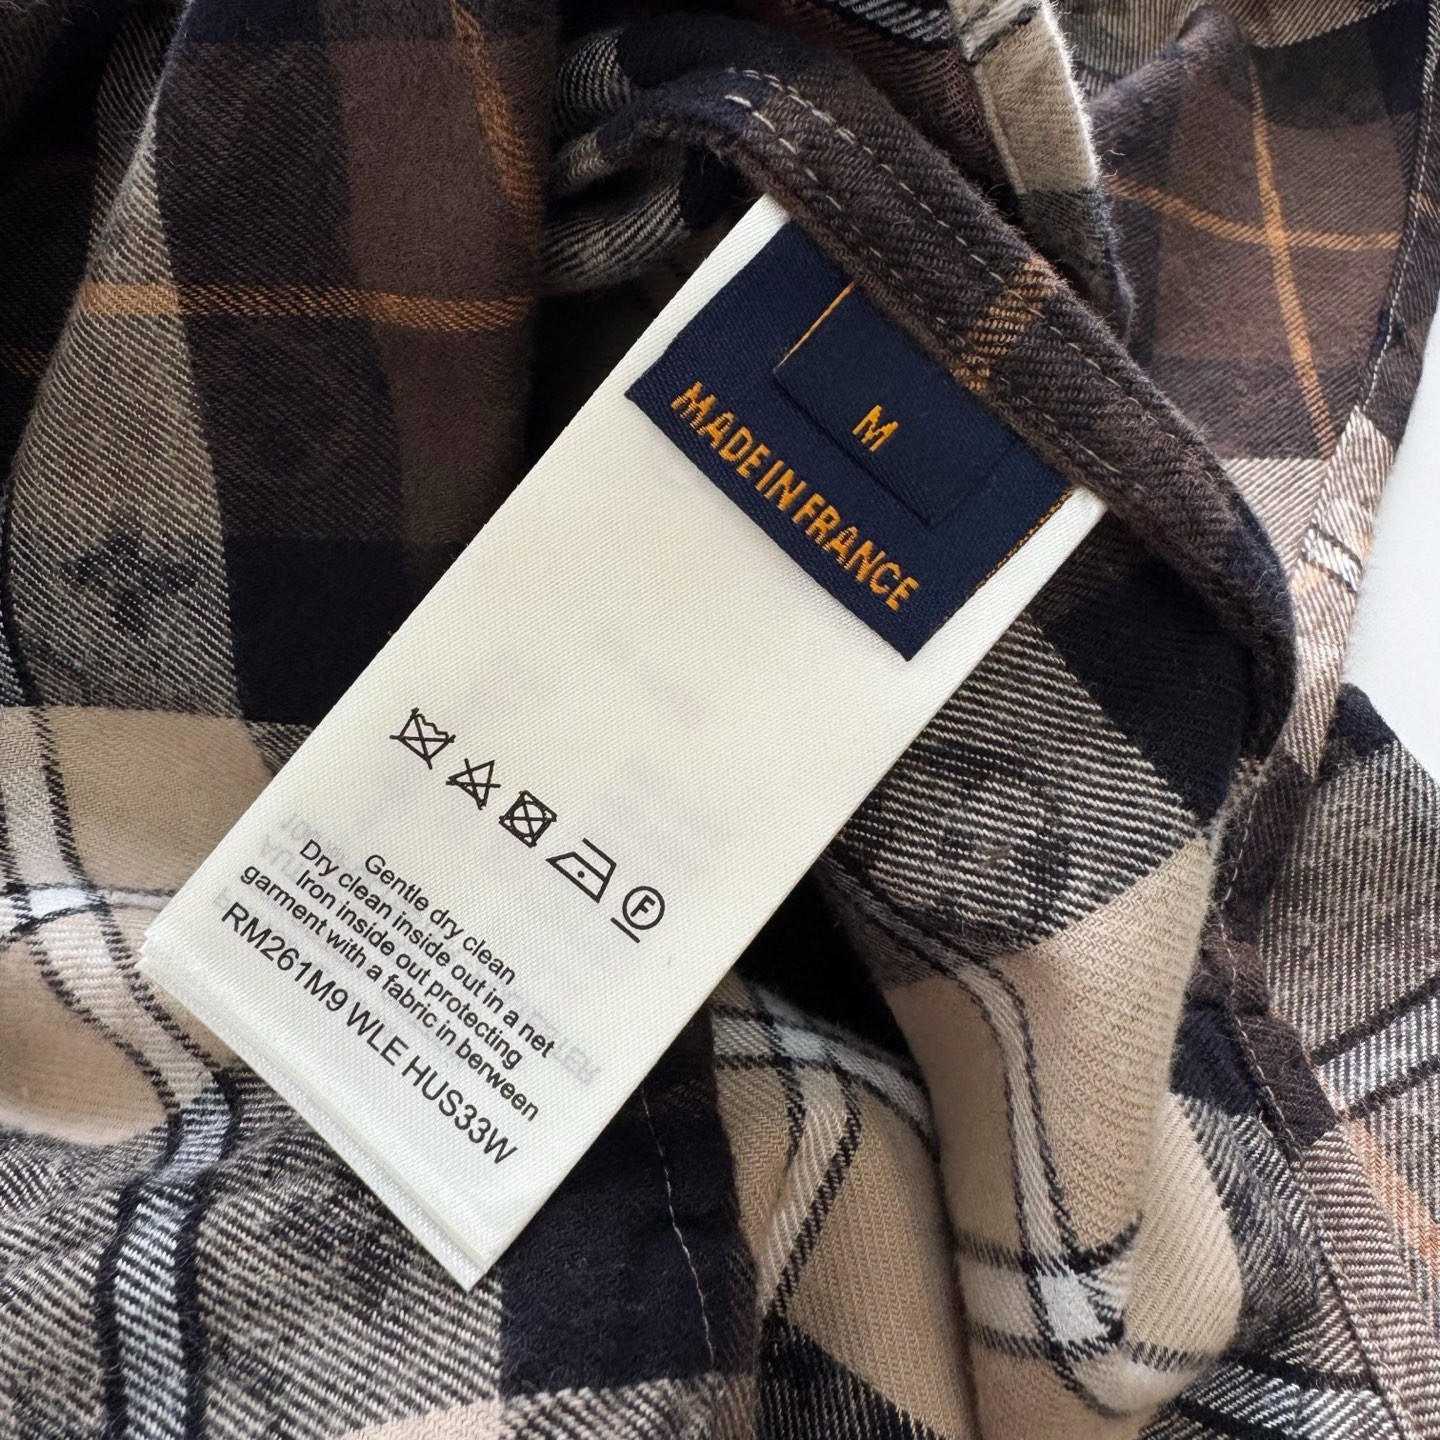 M
MADE IN FRANCE
F
Gentle dry clean
Dry clean inside out in a net
Iron inside out protecting
garment with a fabric in berween
RM261M9 WLE HUS33W